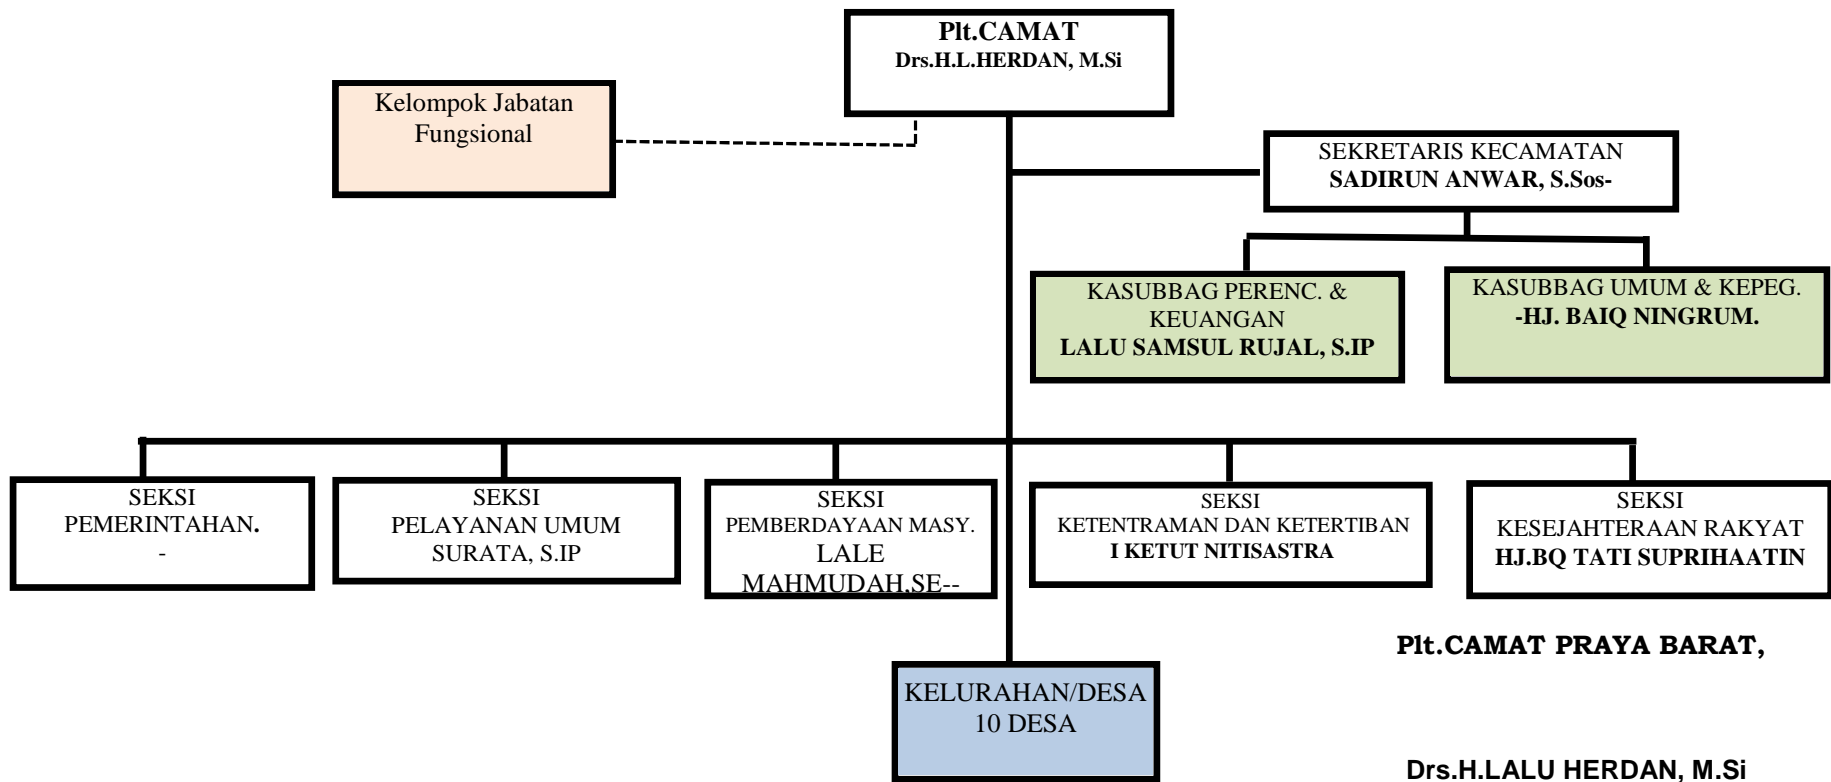 Plt.CAMAT
Drs.H.L.HERDAN, M.Si
Kelompok Jabatan
Fungsional
SEKRETARIS KECAMATAN
SADIRUN ANWAR, S.Sos-
KASUBBAG PERENC. &
KEUANGAN
LALU SAMSUL RUJAL, S.IP
KASUBBAG UMUM & KEPEG.
-HJ. BAIQ NINGRUM.
SEKSI
PEMERINTAHAN.
-
SEKSI
PELAYANAN UMUM
SURATA, S.IP
SEKSI
PEMBERDAYAAN MASY.
LALE
MAHMUDAH,SE--
SEKSI
KETENTRAMAN DAN KETERTIBAN
I KETUT NITISASTRA
SEKSI
KESEJAHTERAAN RAKYAT
HJ.BQ TATI SUPRIHAATIN
KELURAHAN/DESA
10 DESA
Plt.CAMAT PRAYA BARAT,
Drs.H.LALU HERDAN, M.Si